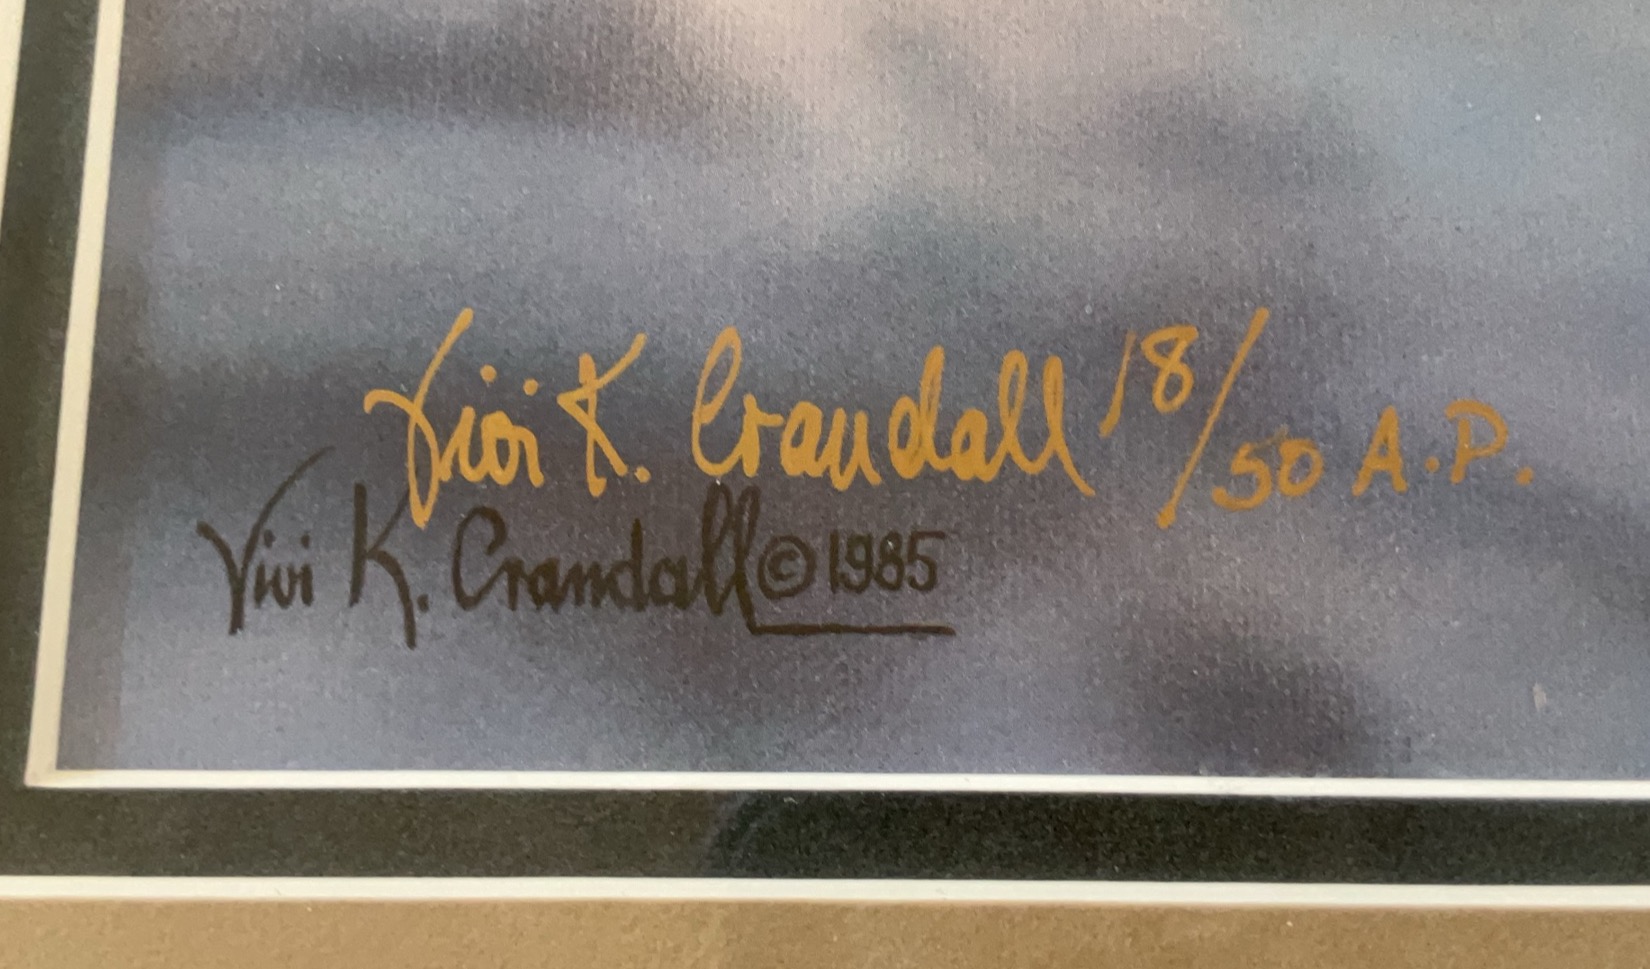 Vivi K. Crandall 18/50 A.P.
Vivi K. Crandall © 1985